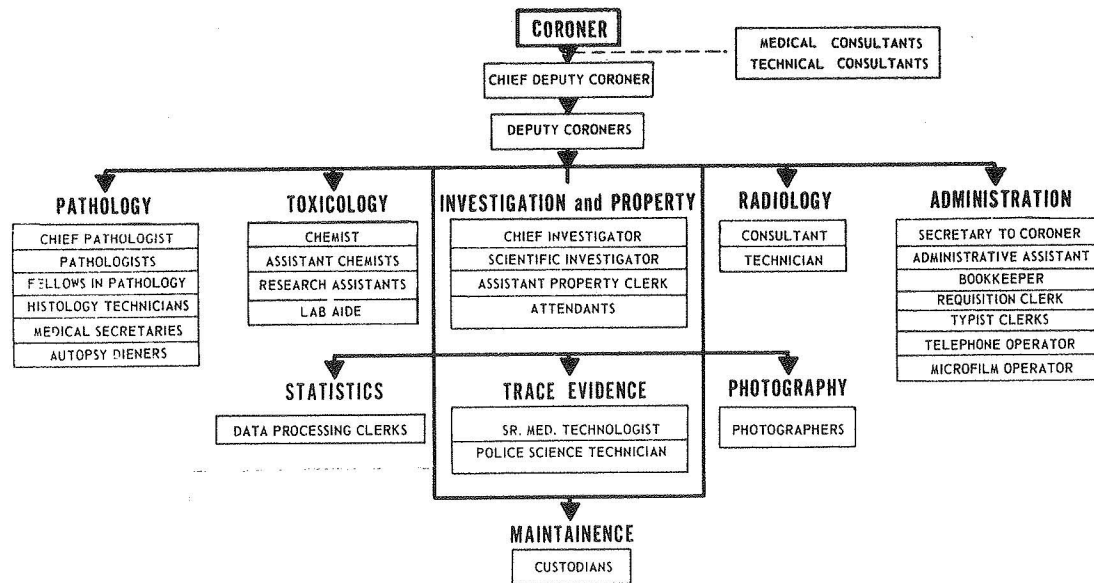 CORONER
MEDICAL CONSULTANTS
TECHNICAL CONSULTANTS
CHIEF DEPUTY CORONER
DEPUTY CORONERS
PATHOLOGY
CHIEF PATHOLOGIST
PATHOLOGISTS
FELLOWS IN PATHOLOGY
HISTOLOGY TECHNICIANS
MEDICAL SECRETARIES
AUTOPSY DIENERS
TOXICOLOGY
CHEMIST
ASSISTANT CHEMISTS
RESEARCH ASSISTANTS
LAB AIDE
INVESTIGATION and PROPERTY
CHIEF INVESTIGATOR
SCIENTIFIC INVESTIGATOR
ASSISTANT PROPERTY CLERK
ATTENDANTS
RADIOLOGY
CONSULTANT
TECHNICIAN
ADMINISTRATION
SECRETARY TO CORONER
ADMINISTRATIVE ASSISTANT
BOOKKEEPER
REQUISITION CLERK
TYPIST CLERKS
TELEPHONE OPERATOR
MICROFILM OPERATOR
STATISTICS
DATA PROCESSING CLERKS
TRACE EVIDENCE
SR. MED. TECHNOLOGIST
POLICE SCIENCE TECHNICIAN
PHOTOGRAPHY
PHOTOGRAPHERS
MAINTAINENCE
CUSTODIANS